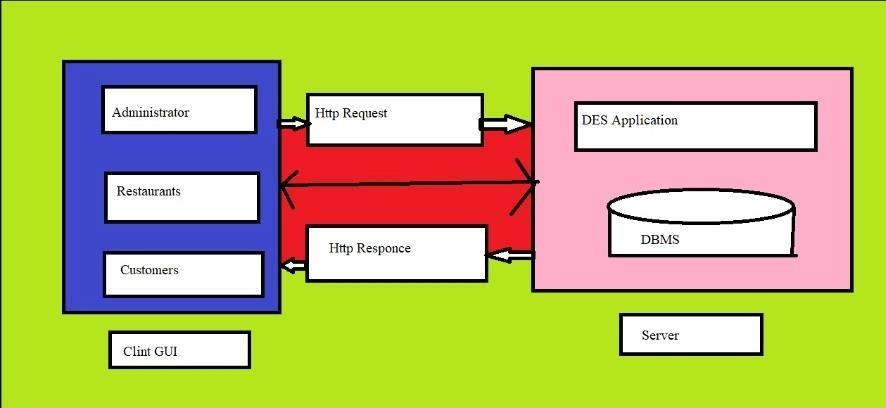 Administrator
Http Request
DES Application
Restaurants
DBMS
Http Responce
Customers
Server
Clint GUI